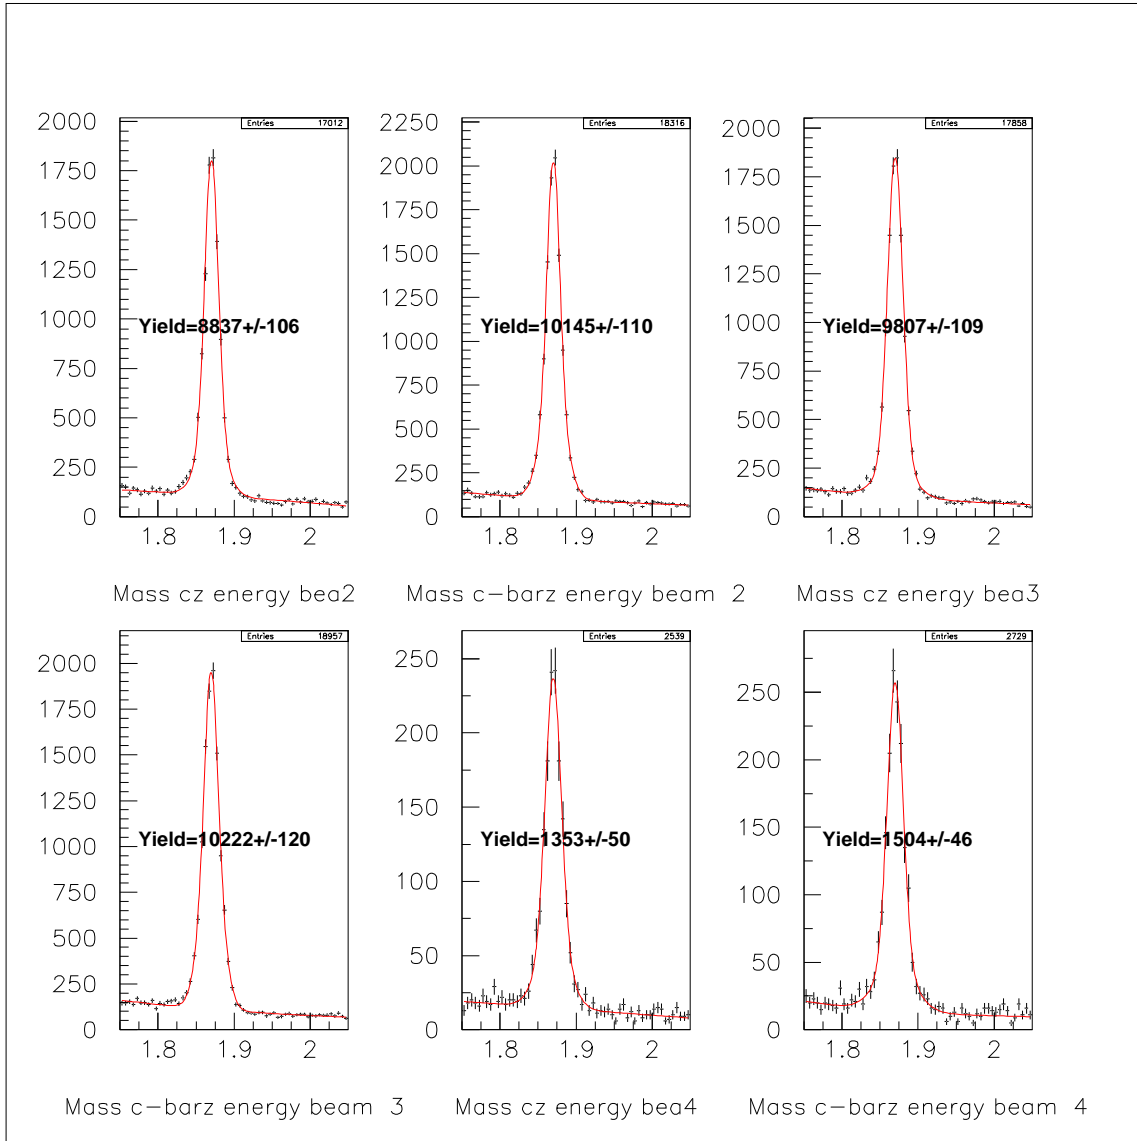 Entries 17012
2000
1750
1500
1250
1000
750
500
250
0
Yield=8837+/-106
1.8 1.9 2
Mass cz energy bea2
Entries 18316
2250
2000
1750
1500
1250
1000
750
500
250
0
Yield=10145+/-110
1.8 1.9 2
Mass c-barz energy beam 2
Entries 17858
2000
1750
1500
1250
1000
750
500
250
0
Yield=9807+/-109
1.8 1.9 2
Mass cz energy bea3
Entries 18957
2000
1750
1500
1250
1000
750
500
250
0
Yield=10222+/-120
1.8 1.9 2
Mass c-barz energy beam 3
Entries 2539
250
200
150
100
50
0
Yield=1353+/-50
1.8 1.9 2
Mass cz energy bea4
Entries 2729
250
200
150
100
50
0
Yield=1504+/-46
1.8 1.9 2
Mass c-barz energy beam 4